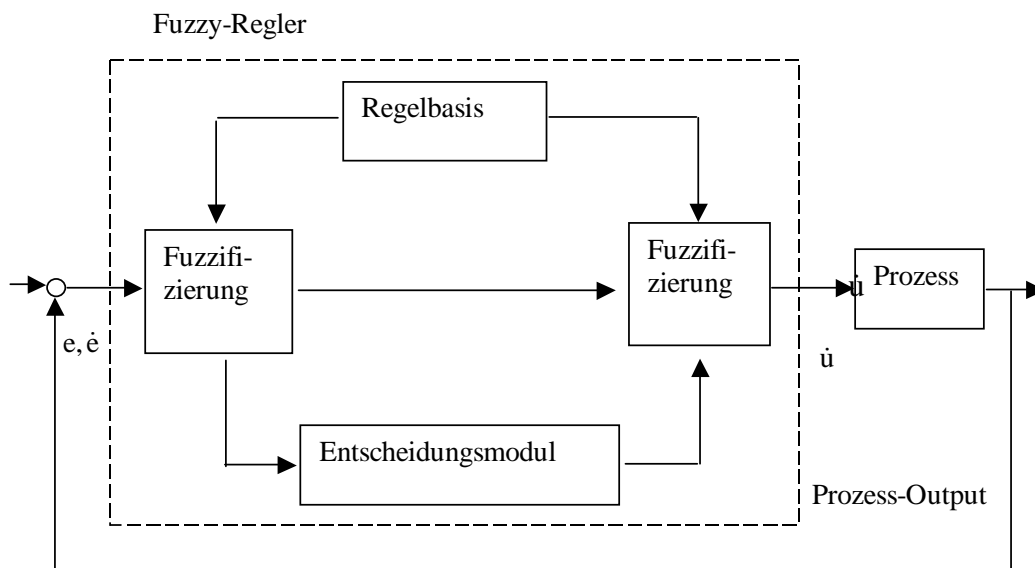 Fuzzy-Regler
Regelbasis
Fuzzifi-
zierung
Fuzzifi-
zierung
u̇
Prozess
e, ė
u̇
Entscheidungsmodul
Prozess-Output